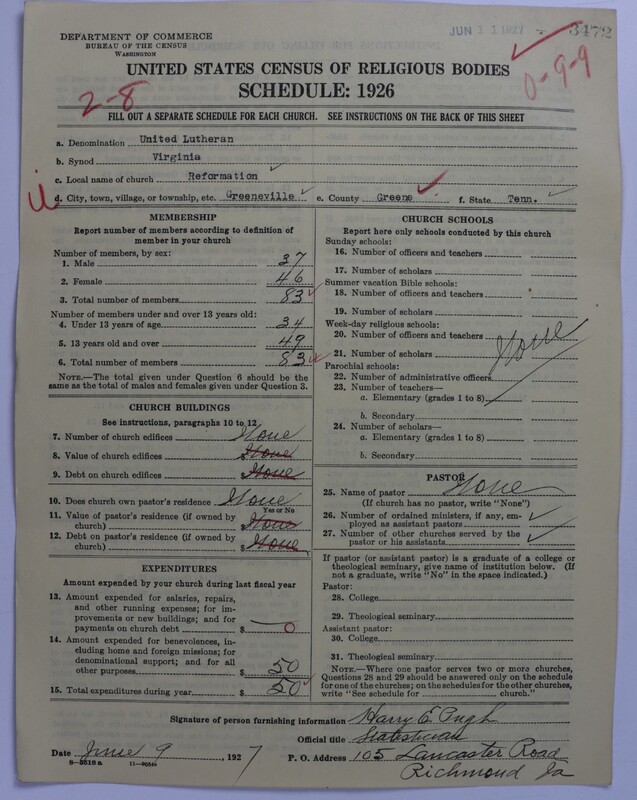 JUN 11 1927
3472
DEPARTMENT OF COMMERCE
BUREAU OF THE CENSUS
WASHINGTON
0-9-9
UNITED STATES CENSUS OF RELIGIOUS BODIES
2-8
SCHEDULE: 1926
FILL OUT A SEPARATE SCHEDULE FOR EACH CHURCH. SEE INSTRUCTIONS ON THE BACK OF THIS SHEET
a. Denomination United Lutheran
b. Synod Virginia
c. Local name of church Reformation
d. City, town, village, or township, etc. Greeneville e. County Greene f. State Tenn.
MEMBERSHIP
Report number of members according to definition of
member in your church
Number of members, by sex:
1. Male 37
2. Female 46
3. Total number of members 83
Number of members under and over 13 years old:
4. Under 13 years of age 34
5. 13 years old and over 49
6. Total number of members 83
NOTE.—The total given under Question 6 should be
the same as the total of males and females given under Question 3.
CHURCH BUILDINGS
See instructions, paragraphs 10 to 12
7. Number of church edifices None
8. Value of church edifices $ None
9. Debt on church edifices $ None
10. Does church own pastor's residence None
Yes or No
11. Value of pastor's residence (if owned by
church) $ None
12. Debt on pastor's residence (if owned by
church) $ None
EXPENDITURES
Amount expended by your church during last fiscal year
13. Amount expended for salaries, repairs,
and other running expenses; for im-
provements or new buildings; and for
payments on church debt $ 0
14. Amount expended for benevolences, in-
cluding home and foreign missions; for
denominational support; and for all
other purposes $ 50
15. Total expenditures during year $ 50
CHURCH SCHOOLS
Report here only schools conducted by this church
Sunday schools:
16. Number of officers and teachers
17. Number of scholars
Summer vacation Bible schools:
18. Number of officers and teachers
19. Number of scholars
Week-day religious schools:
20. Number of officers and teachers
21. Number of scholars None
Parochial schools:
22. Number of administrative officers
23. Number of teachers—
a. Elementary (grades 1 to 8)
b. Secondary
24. Number of scholars—
a. Elementary (grades 1 to 8)
b. Secondary
PASTOR
25. Name of pastor None
(If church has no pastor, write "None")
26. Number of ordained ministers, if any, em-
ployed as assistant pastors
27. Number of other churches served by the
pastor or his assistants
If pastor (or assistant pastor) is a graduate of a college or
theological seminary, give name of institution below. (If
not a graduate, write "No" in the space indicated.)
Pastor:
28. College
29. Theological seminary
Assistant pastor:
30. College
31. Theological seminary
NOTE.—Where one pastor serves two or more churches,
Questions 28 and 29 should be answered only on the schedule
for one of the churches; on the schedules for the other churches,
write "See schedule for church."
Signature of person furnishing information Harry E. Pugh
Official title Statistician
Date June 9, 1927 P. O. Address 105 Lancaster Road
Richmond Va